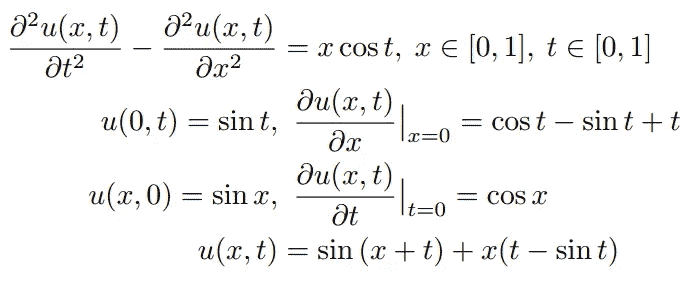 ∂²u(x, t)/∂t² − ∂²u(x, t)/∂x² = x cos t, x ∈ [0, 1], t ∈ [0, 1]
u(0, t) = sin t, ∂u(x, t)/∂x |ₓ₌₀ = cos t − sin t + t
u(x, 0) = sin x, ∂u(x, t)/∂t |ₜ₌₀ = cos x
u(x, t) = sin (x + t) + x(t − sin t)